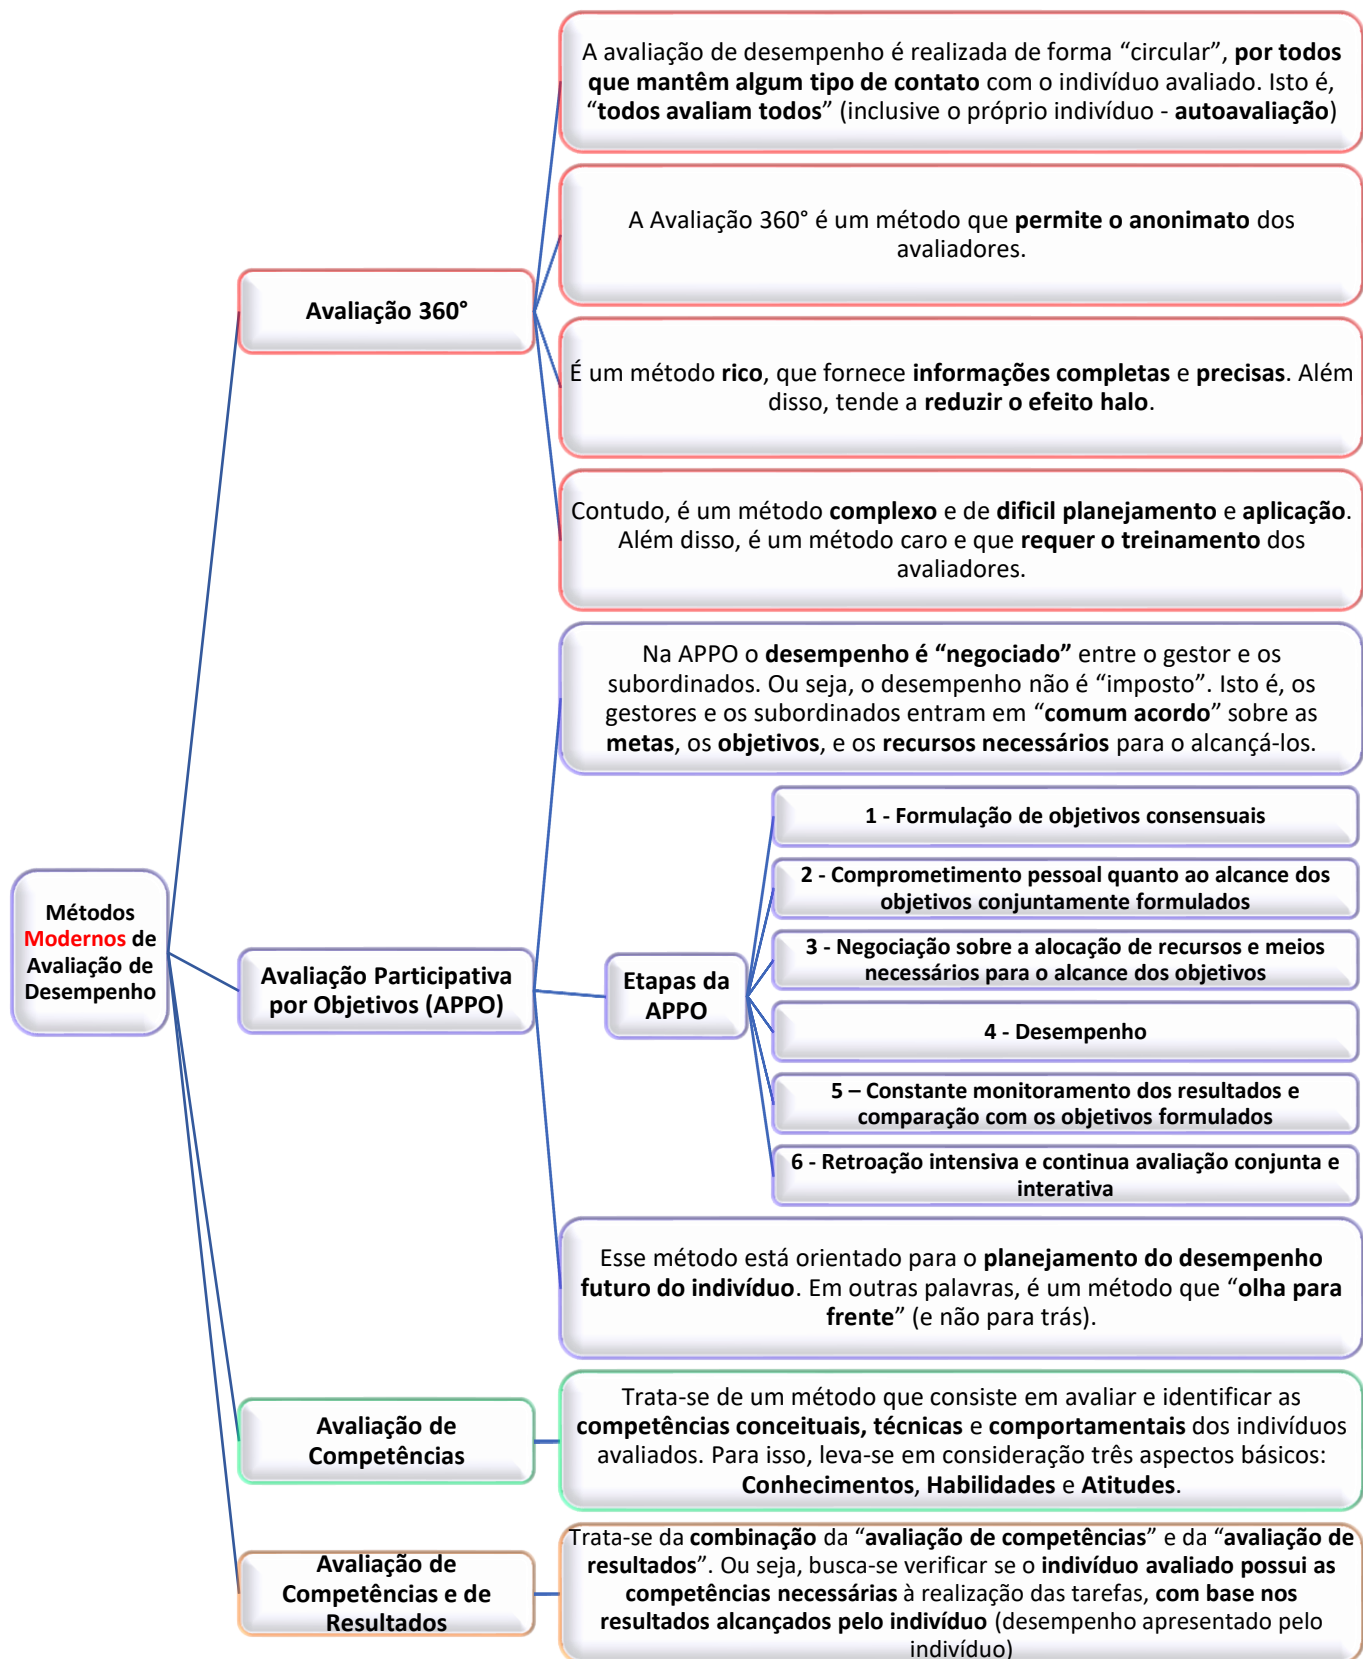 Métodos
Modernos de
Avaliação de
Desempenho
Avaliação 360°
A avaliação de desempenho é realizada de forma “circular”, por todos
que mantêm algum tipo de contato com o indivíduo avaliado. Isto é,
“todos avaliam todos” (inclusive o próprio indivíduo - autoavaliação)
A Avaliação 360° é um método que permite o anonimato dos
avaliadores.
É um método rico, que fornece informações completas e precisas. Além
disso, tende a reduzir o efeito halo.
Contudo, é um método complexo e de dificil planejamento e aplicação.
Além disso, é um método caro e que requer o treinamento dos
avaliadores.
Avaliação Participativa
por Objetivos (APPO)
Na APPO o desempenho é “negociado” entre o gestor e os
subordinados. Ou seja, o desempenho não é “imposto”. Isto é, os
gestores e os subordinados entram em “comum acordo” sobre as
metas, os objetivos, e os recursos necessários para o alcançá-los.
Etapas da
APPO
1 - Formulação de objetivos consensuais
2 - Comprometimento pessoal quanto ao alcance dos
objetivos conjuntamente formulados
3 - Negociação sobre a alocação de recursos e meios
necessários para o alcance dos objetivos
4 - Desempenho
5 – Constante monitoramento dos resultados e
comparação com os objetivos formulados
6 - Retroação intensiva e continua avaliação conjunta e
interativa
Esse método está orientado para o planejamento do desempenho
futuro do indivíduo. Em outras palavras, é um método que “olha para
frente” (e não para trás).
Avaliação de
Competências
Trata-se de um método que consiste em avaliar e identificar as
competências conceituais, técnicas e comportamentais dos indivíduos
avaliados. Para isso, leva-se em consideração três aspectos básicos:
Conhecimentos, Habilidades e Atitudes.
Avaliação de
Competências e de
Resultados
Trata-se da combinação da “avaliação de competências” e da “avaliação de
resultados”. Ou seja, busca-se verificar se o indivíduo avaliado possui as
competências necessárias à realização das tarefas, com base nos
resultados alcançados pelo indivíduo (desempenho apresentado pelo
indivíduo)